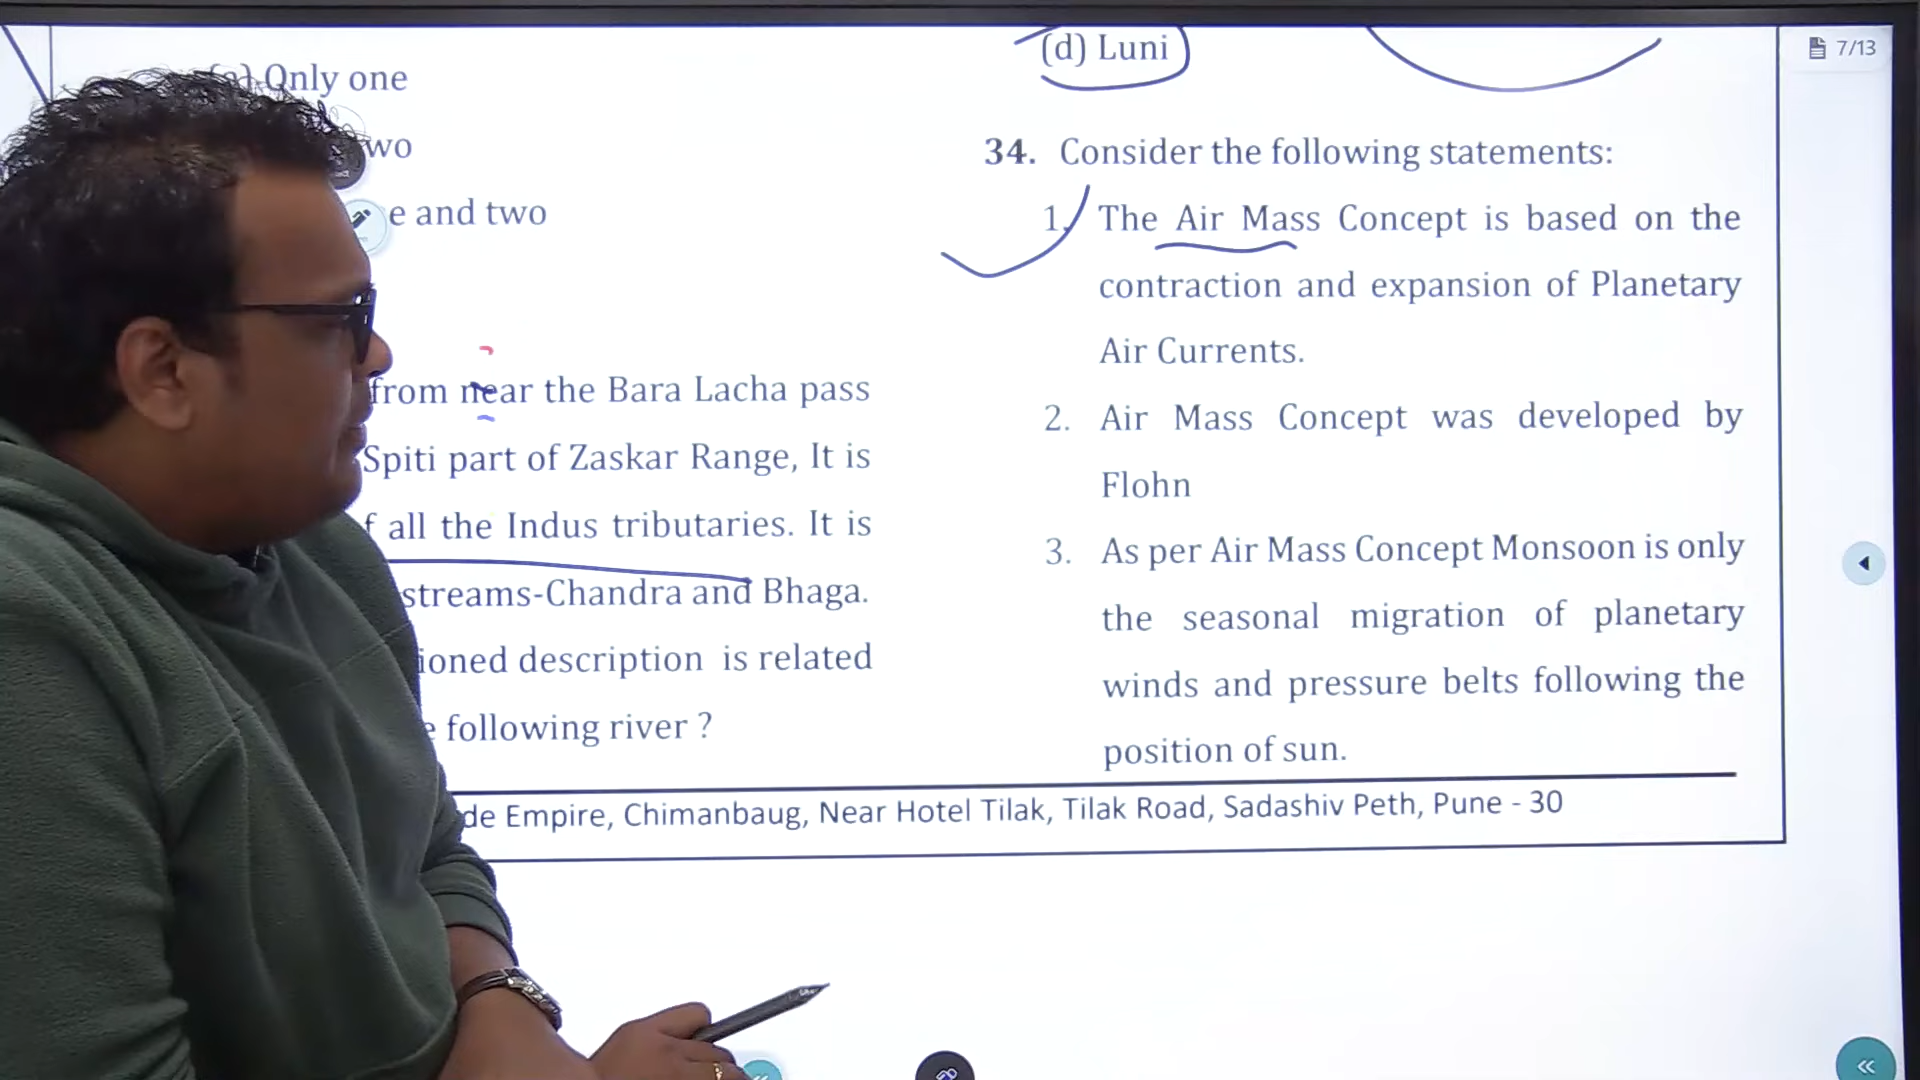 Only one
wo
e and two
from near the Bara Lacha pass
Spiti part of Zaskar Range, It is
f all the Indus tributaries. It is
streams-Chandra and Bhaga.
ioned description is related
e following river ?
(d) Luni
34. Consider the following statements:
1. The Air Mass Concept is based on the
contraction and expansion of Planetary
Air Currents.
2. Air Mass Concept was developed by
Flohn
3. As per Air Mass Concept Monsoon is only
the seasonal migration of planetary
winds and pressure belts following the
position of sun.
de Empire, Chimanbaug, Near Hotel Tilak, Tilak Road, Sadashiv Peth, Pune - 30
7/13